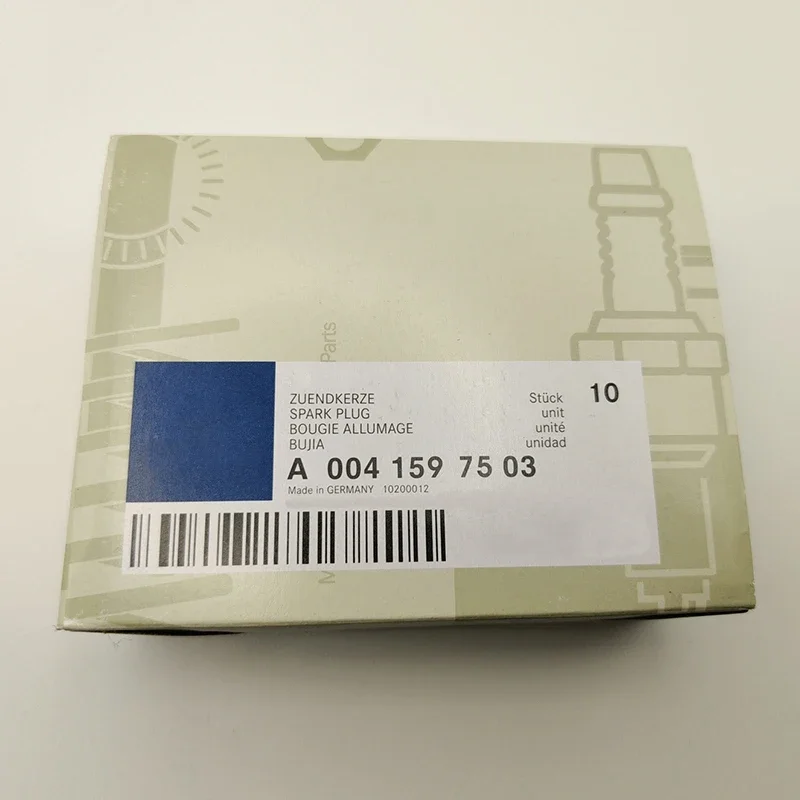 Parts
ZUENDKERZE
SPARK PLUG
BOUGIE ALLUMAGE
BUJIA
Stück 10
unit
unité
unidad
A 004 159 75 03
Made in GERMANY 10200012
M